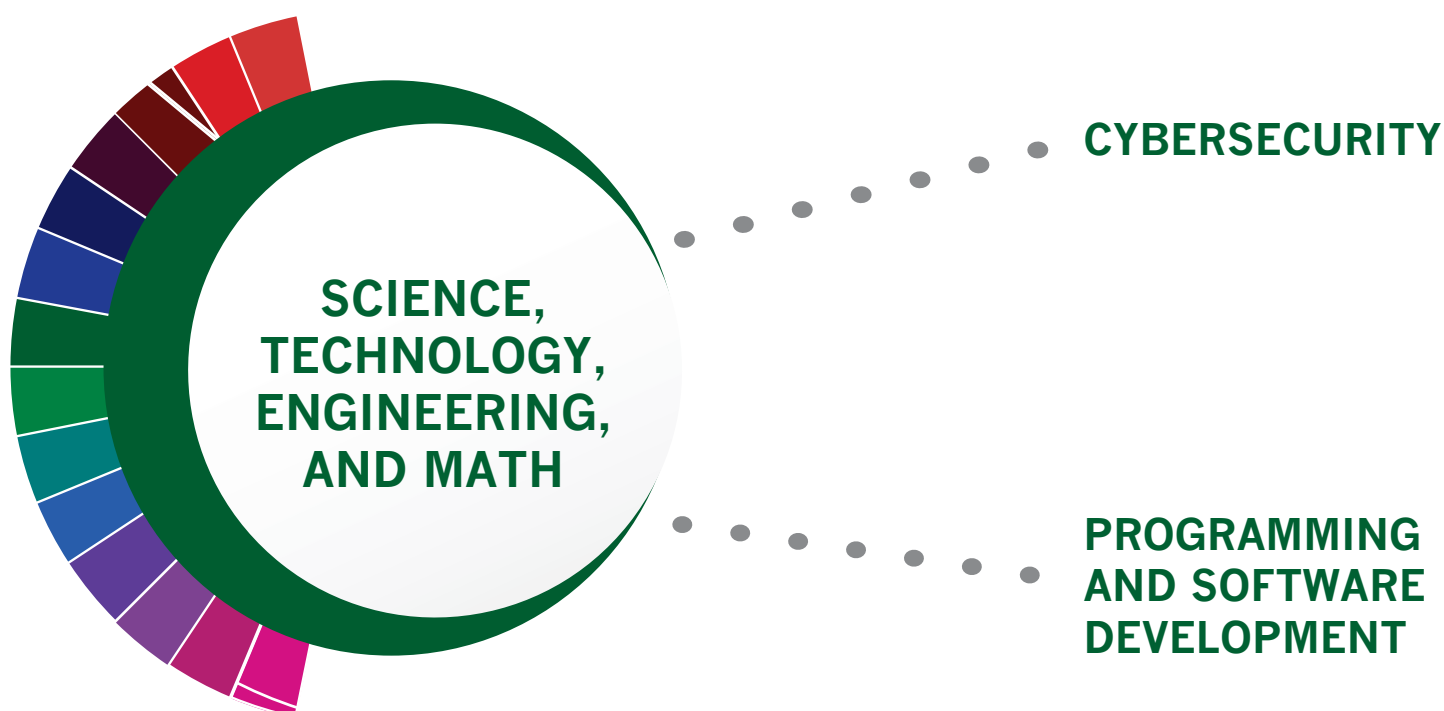 SCIENCE,
TECHNOLOGY,
ENGINEERING,
AND MATH
CYBERSECURITY
PROGRAMMING
AND SOFTWARE
DEVELOPMENT